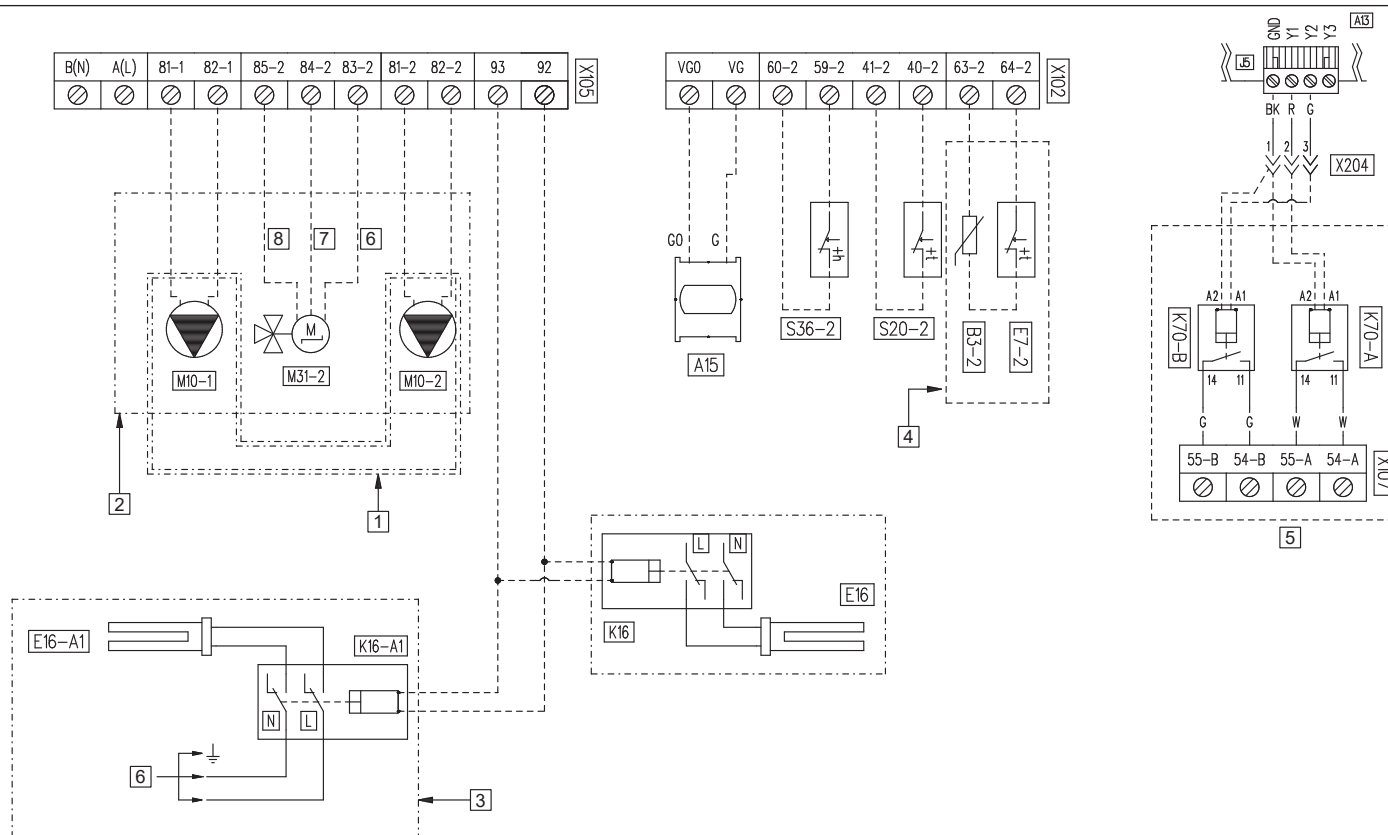 B(N) A(L) 81-1 82-1 85-2 84-2 83-2 81-2 82-2 93 92
X105
VG0 VG 60-2 59-2 41-2 40-2 63-2 64-2
X102
GND Y1 Y2 Y3
A13
J5
BK R G
1 2 3
X204
8 7 6
G0 G
th
tt
tt
M
M10-1
M31-2
M10-2
A15
S36-2
S20-2
B3-2
E7-2
4
2
1
A2 A1
A2 A1
K70-B
K70-A
14 11
14 11
G G W W
55-B 54-B 55-A 54-A
X107
5
L N
E16
K16
E16-A1
K16-A1
N L
6
3